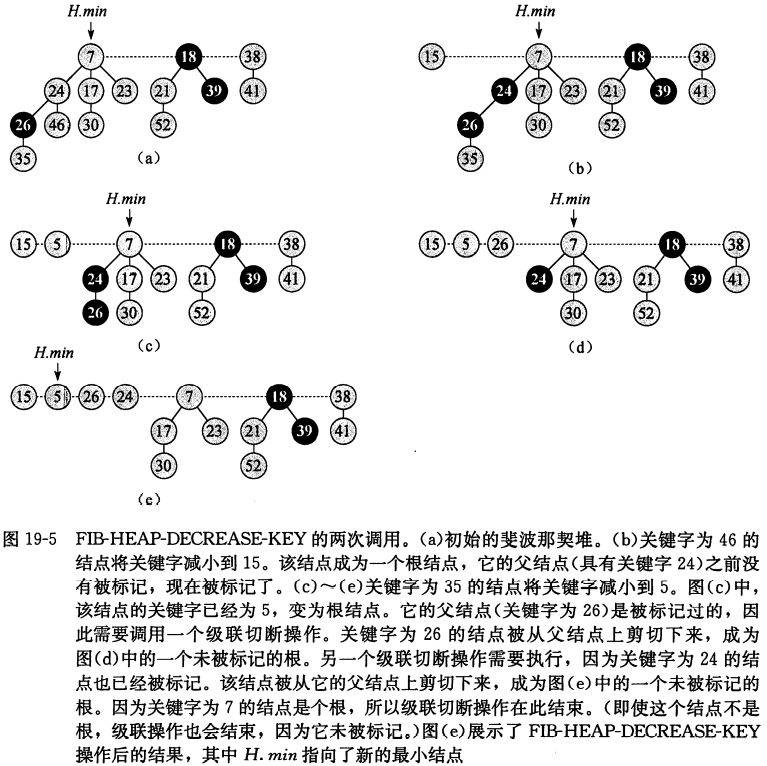 H.min
7 18 38
24 17 23 21 39 41
26 46 30 52
35
(a)
H.min
15 7 18 38
24 17 23 21 39 41
26 30 52
35
(b)
H.min
15 5 7 18 38
24 17 23 21 39 41
26 30 52
(c)
H.min
15 5 26 7 18 38
24 17 23 21 39 41
30 52
(d)
H.min
15 5 26 24 7 18 38
17 23 21 39 41
30 52
(e)
图 19-5 FIB-HEAP-DECREASE-KEY 的两次调用。(a)初始的斐波那契堆。(b)关键字为 46 的
结点将关键字减小到 15。该结点成为一个根结点，它的父结点(具有关键字 24)之前没
有被标记，现在被标记了。(c)～(e)关键字为 35 的结点将关键字减小到 5。图(c)中，
该结点的关键字已经为 5，变为根结点。它的父结点(关键字为 26)是被标记过的，因
此需要调用一个级联切断操作。关键字为 26 的结点被从父结点上剪切下来，成为
图(d)中的一个未被标记的根。另一个级联切断操作需要执行，因为关键字为 24 的结
点也已经被标记。该结点被从它的父结点上剪切下来，成为图(e)中的一个未被标记的
根。因为关键字为 7 的结点是个根，所以级联切断操作在此结束。(即使这个结点不是
根，级联操作也会结束，因为它未被标记。)图(e)展示了 FIB-HEAP-DECREASE-KEY
操作后的结果，其中 H.min 指向了新的最小结点